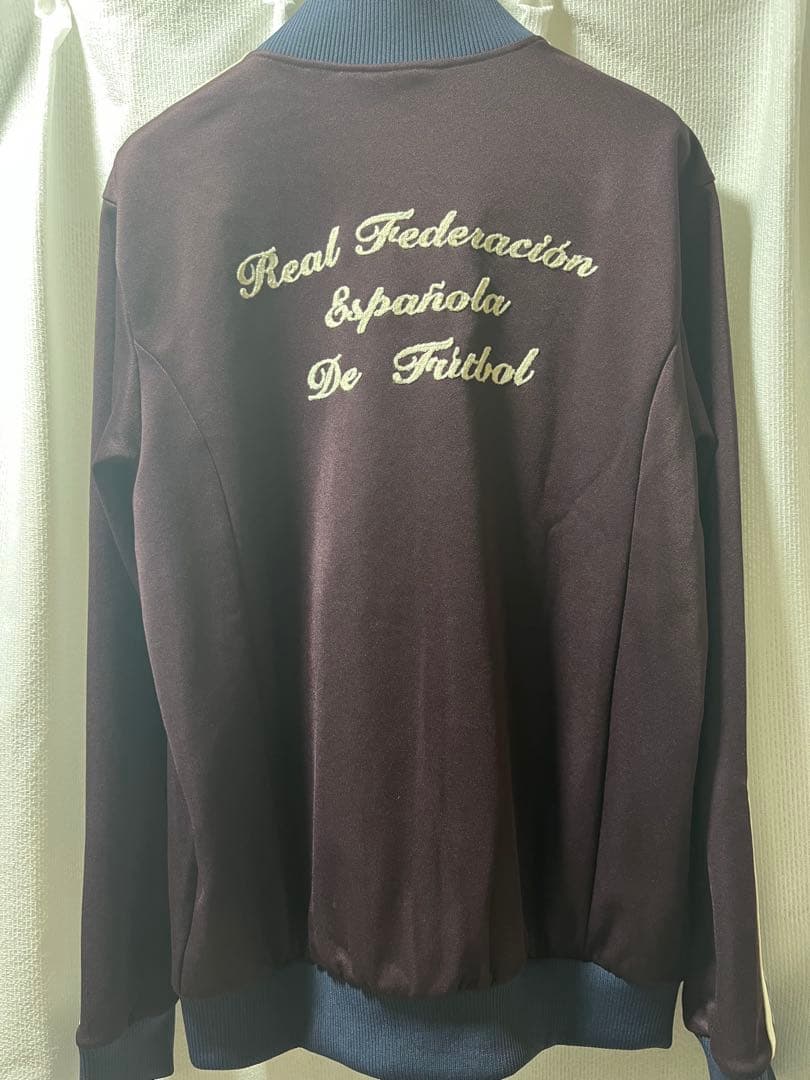 Real Federación
Española
De Fútbol